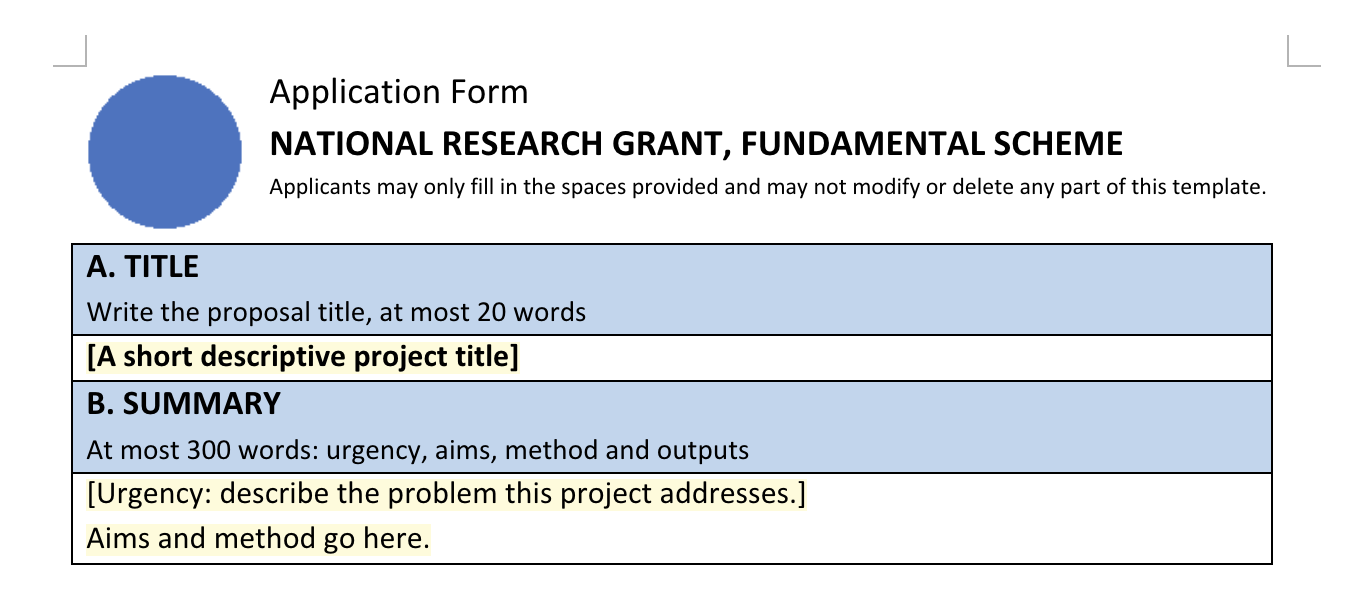 Application Form
NATIONAL RESEARCH GRANT, FUNDAMENTAL SCHEME
Applicants may only fill in the spaces provided and may not modify or delete any part of this template.
A. TITLE
Write the proposal title, at most 20 words
[A short descriptive project title]
B. SUMMARY
At most 300 words: urgency, aims, method and outputs
[Urgency: describe the problem this project addresses.]
Aims and method go here.